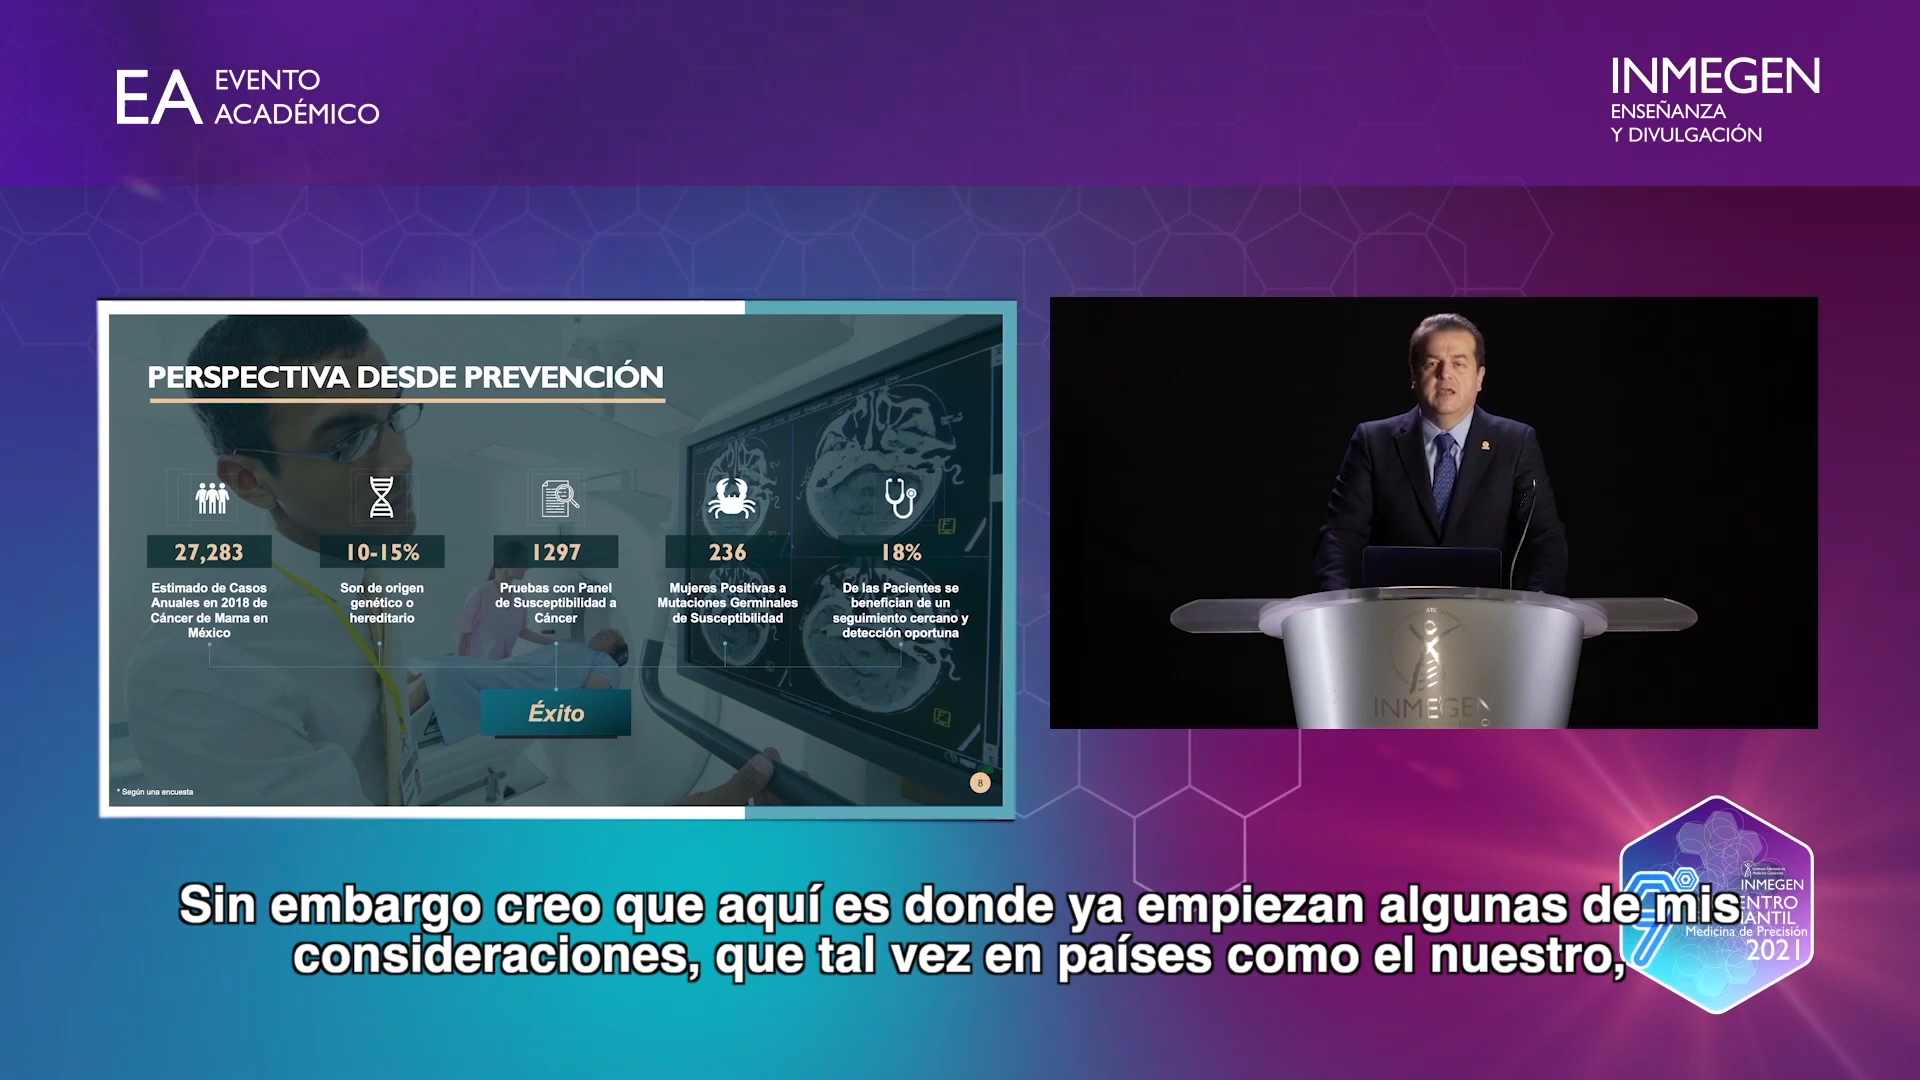 EA EVENTO
ACADÉMICO
INMEGEN
ENSEÑANZA
Y DIVULGACIÓN
PERSPECTIVA DESDE PREVENCIÓN
27,283
Estimado de Casos
Anuales en 2018 de
Cáncer de Mama en
México
10-15%
Son de origen
genético o
hereditario
1297
Pruebas con Panel
de Susceptibilidad a
Cáncer
236
Mujeres Positivas a
Mutaciones Germinales
de Susceptibilidad
18%
De las Pacientes se
benefician de un
seguimiento cercano y
detección oportuna
Éxito
* Según una encuesta
8
INMEGEN
9°
INMEGEN
Medicina de Precisión
2021
Sin embargo creo que aquí es donde ya empiezan algunas de mis
consideraciones, que tal vez en países como el nuestro,